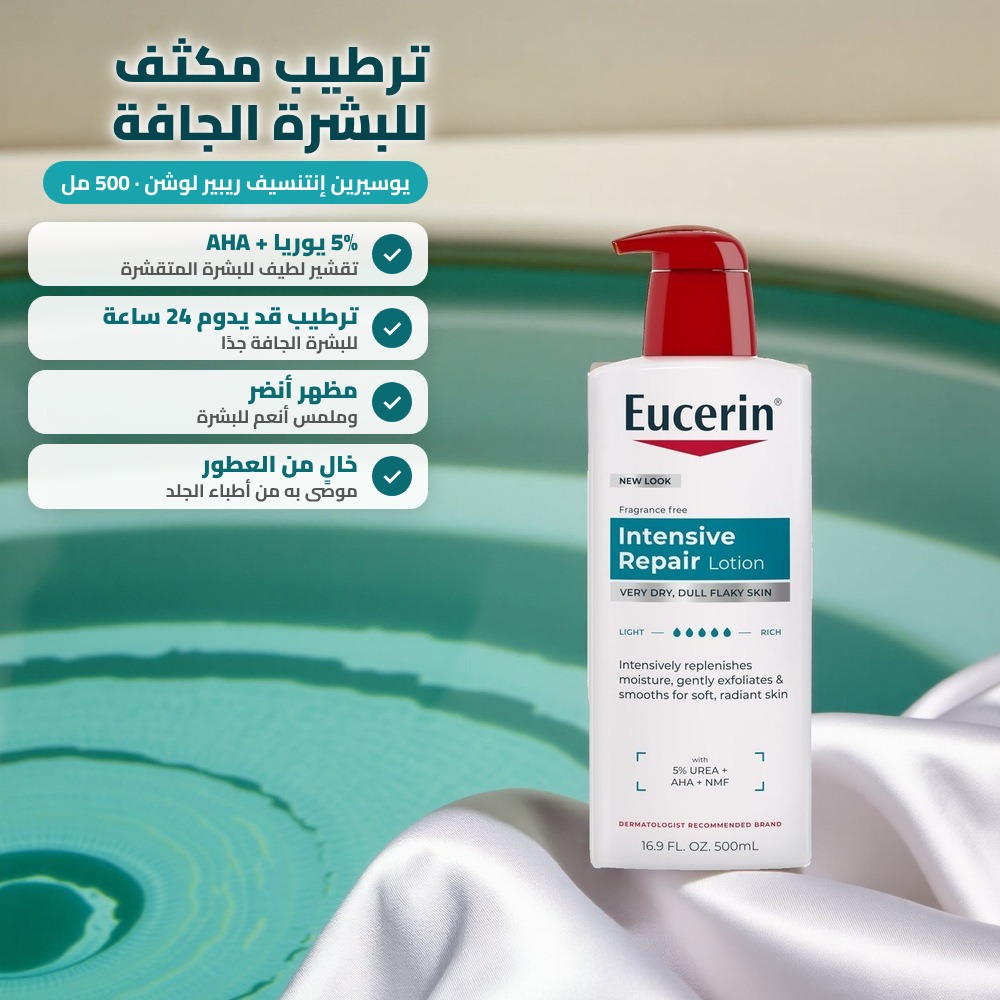 ترطيب مكثف
للبشرة الجافة
يوسيرين إنتنسيف ريبير لوشن · 500 مل
5% يوريا + AHA
تقشير لطيف للبشرة المتقشرة
ترطيب قد يدوم 24 ساعة
للبشرة الجافة جدًا
مظهر أنضر
وملمس أنعم للبشرة
خالٍ من العطور
موصى به من أطباء الجلد
Eucerin®
NEW LOOK
Fragrance free
Intensive
Repair Lotion
VERY DRY, DULL FLAKY SKIN
LIGHT — — RICH
Intensively replenishes
moisture, gently exfoliates &
smooths for soft, radiant skin
with
5% UREA +
AHA + NMF
DERMATOLOGIST RECOMMENDED BRAND
16.9 FL. OZ. 500mL